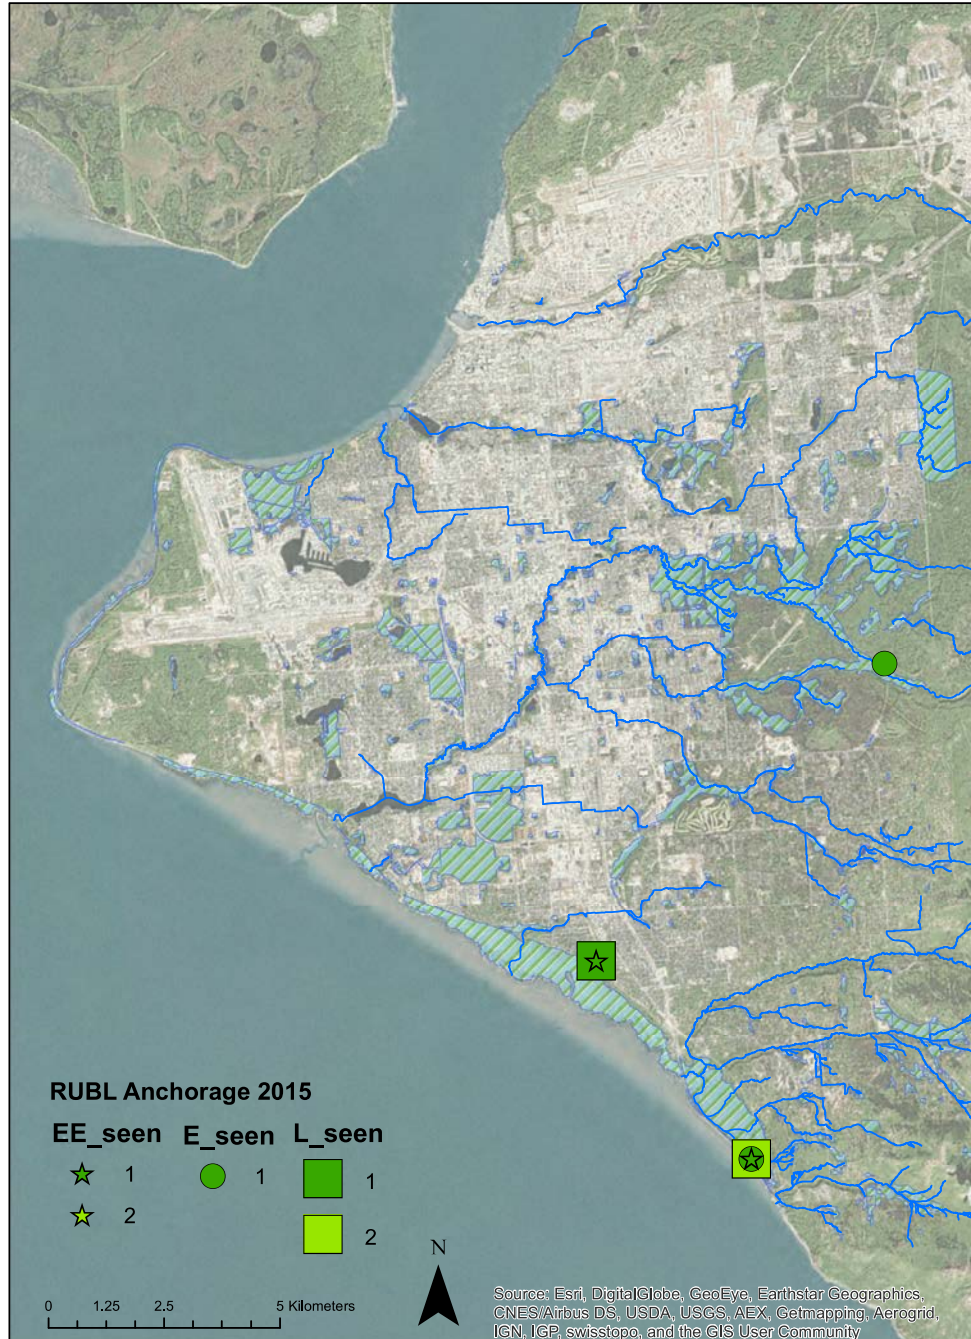 RUBL Anchorage 2015
EE_seen E_seen L_seen
1 1 1
2 2
N
0 1.25 2.5 5 Kilometers
Source: Esri, DigitalGlobe, GeoEye, Earthstar Geographics,
CNES/Airbus DS, USDA, USGS, AEX, Getmapping, Aerogrid,
IGN, IGP, swisstopo, and the GIS User Community